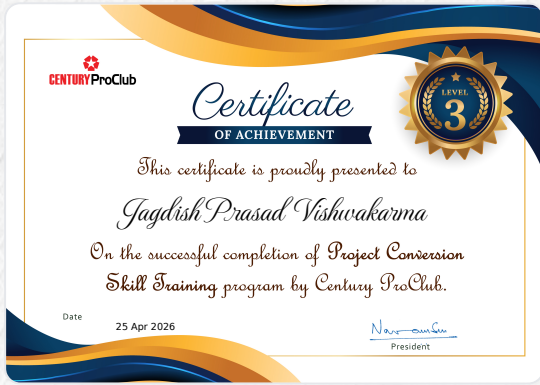 CENTURY ProClub
LEVEL
3
Certificate
OF ACHIEVEMENT
This certificate is proudly presented to
Jagdish Prasad Vishwakarma
On the successful completion of Project Conversion
Skill Training program by Century ProClub.
Date
25 Apr 2026
President